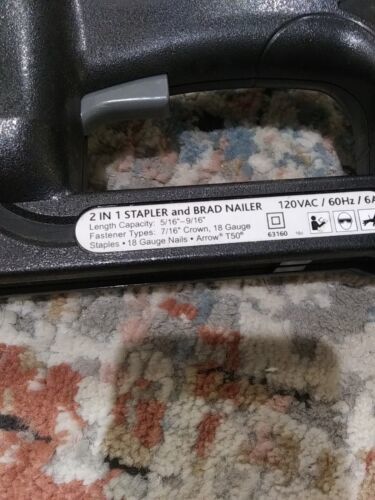 2 IN 1 STAPLER and BRAD NAILER 120VAC / 60Hz / 6A
Length Capacity: 5/16"–9/16"
Fastener Types: 7/16" Crown, 18 Gauge
Staples • 18 Gauge Nails • Arrow® T50®
63160